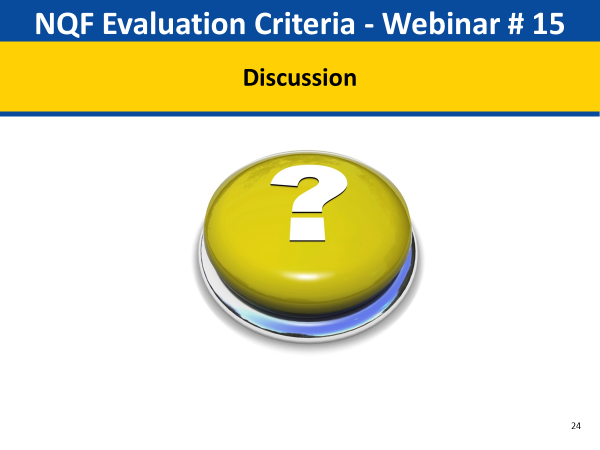 NQF Evaluation Criteria - Webinar # 15
Discussion
?
24